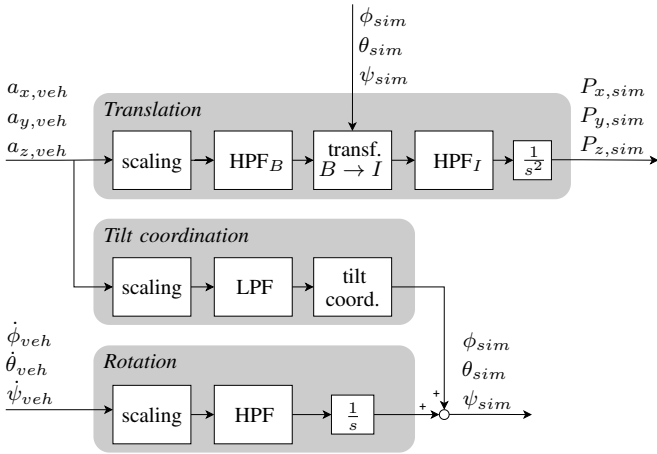 ϕ_sim
θ_sim
ψ_sim
a_x,veh
a_y,veh
a_z,veh
Translation
scaling
HPF_B
transf.
B → I
HPF_I
1/s²
P_x,sim
P_y,sim
P_z,sim
Tilt coordination
scaling
LPF
tilt
coord.
ϕ̇_veh
θ̇_veh
ψ̇_veh
Rotation
scaling
HPF
1/s
+
+
ϕ_sim
θ_sim
ψ_sim